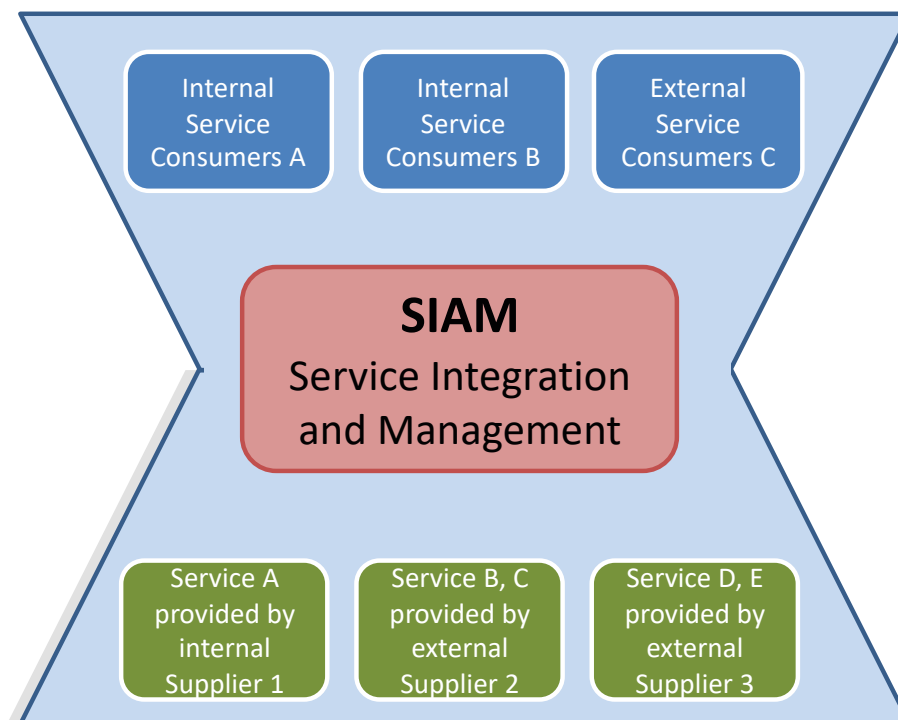 Internal
Service
Consumers A
Internal
Service
Consumers B
External
Service
Consumers C
SIAM
Service Integration
and Management
Service A
provided by
internal
Supplier 1
Service B, C
provided by
external
Supplier 2
Service D, E
provided by
external
Supplier 3